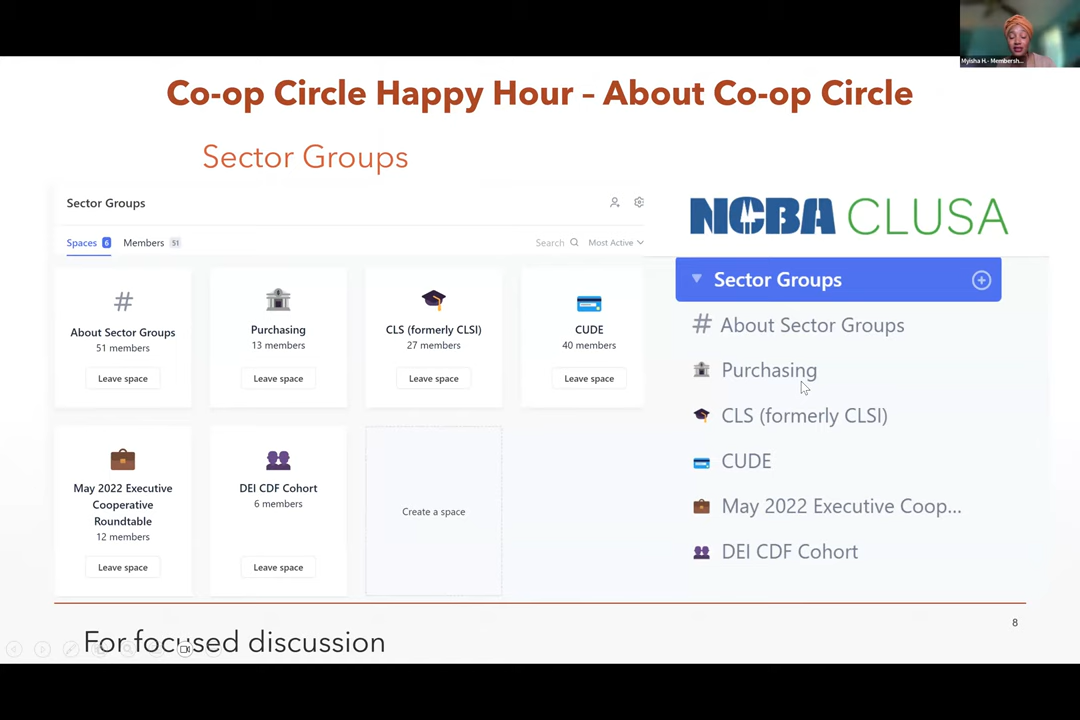 Myisha H.- Membersh...
Co-op Circle Happy Hour – About Co-op Circle
Sector Groups
Sector Groups
Spaces 6 Members 51
Search Most Active
#
About Sector Groups
51 members
Leave space
Purchasing
13 members
Leave space
CLS (formerly CLSI)
27 members
Leave space
CUDE
40 members
Leave space
May 2022 Executive
Cooperative
Roundtable
12 members
Leave space
DEI CDF Cohort
6 members
Leave space
Create a space
NCBA CLUSA
Sector Groups
# About Sector Groups
Purchasing
CLS (formerly CLSI)
CUDE
May 2022 Executive Coop...
DEI CDF Cohort
8
For focused discussion